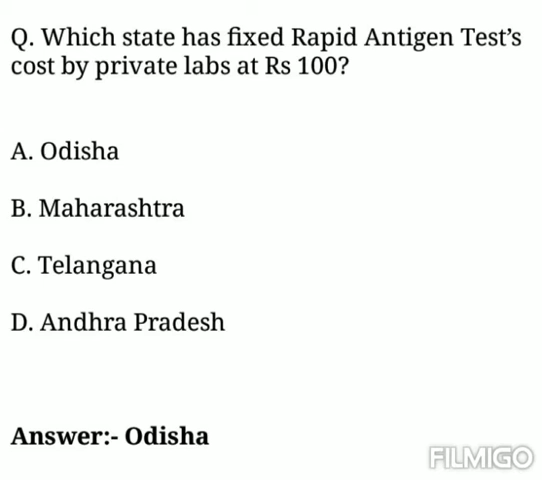 Q. Which state has fixed Rapid Antigen Test’s
cost by private labs at Rs 100?
A. Odisha
B. Maharashtra
C. Telangana
D. Andhra Pradesh
Answer:- Odisha
FILMIGO